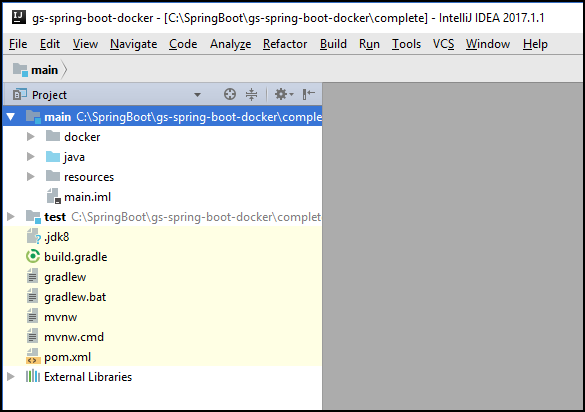 gs-spring-boot-docker - [C:\SpringBoot\gs-spring-boot-docker\complete] - IntelliJ IDEA 2017.1.1
File Edit View Navigate Code Analyze Refactor Build Run Tools VCS Window Help
main
Project
main C:\SpringBoot\gs-spring-boot-docker\comple
docker
java
resources
main.iml
test C:\SpringBoot\gs-spring-boot-docker\complet
.jdk8
build.gradle
gradlew
gradlew.bat
mvnw
mvnw.cmd
pom.xml
External Libraries